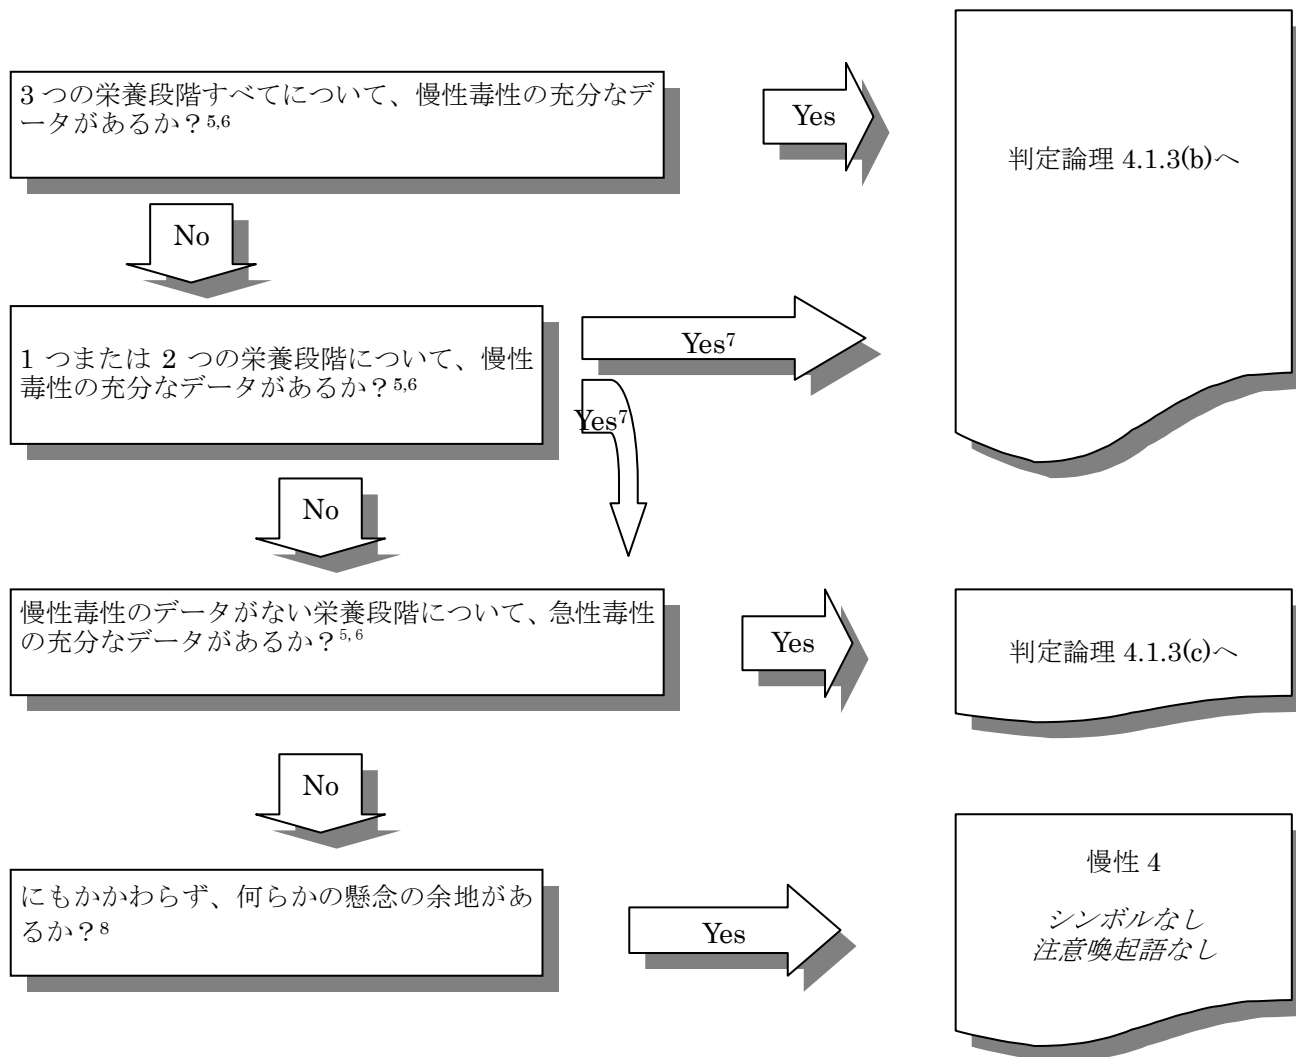 3 つの栄養段階すべてについて、慢性毒性の充分なデ
ータがあるか？5,6
Yes
判定論理 4.1.3(b)へ
No
1 つまたは 2 つの栄養段階について、慢性
毒性の充分なデータがあるか？5,6
Yes7
Yes7
No
慢性毒性のデータがない栄養段階について、急性毒性
の充分なデータがあるか？5, 6
Yes
判定論理 4.1.3(c)へ
No
にもかかわらず、何らかの懸念の余地があ
るか？8
Yes
慢性 4
シンボルなし
注意喚起語なし